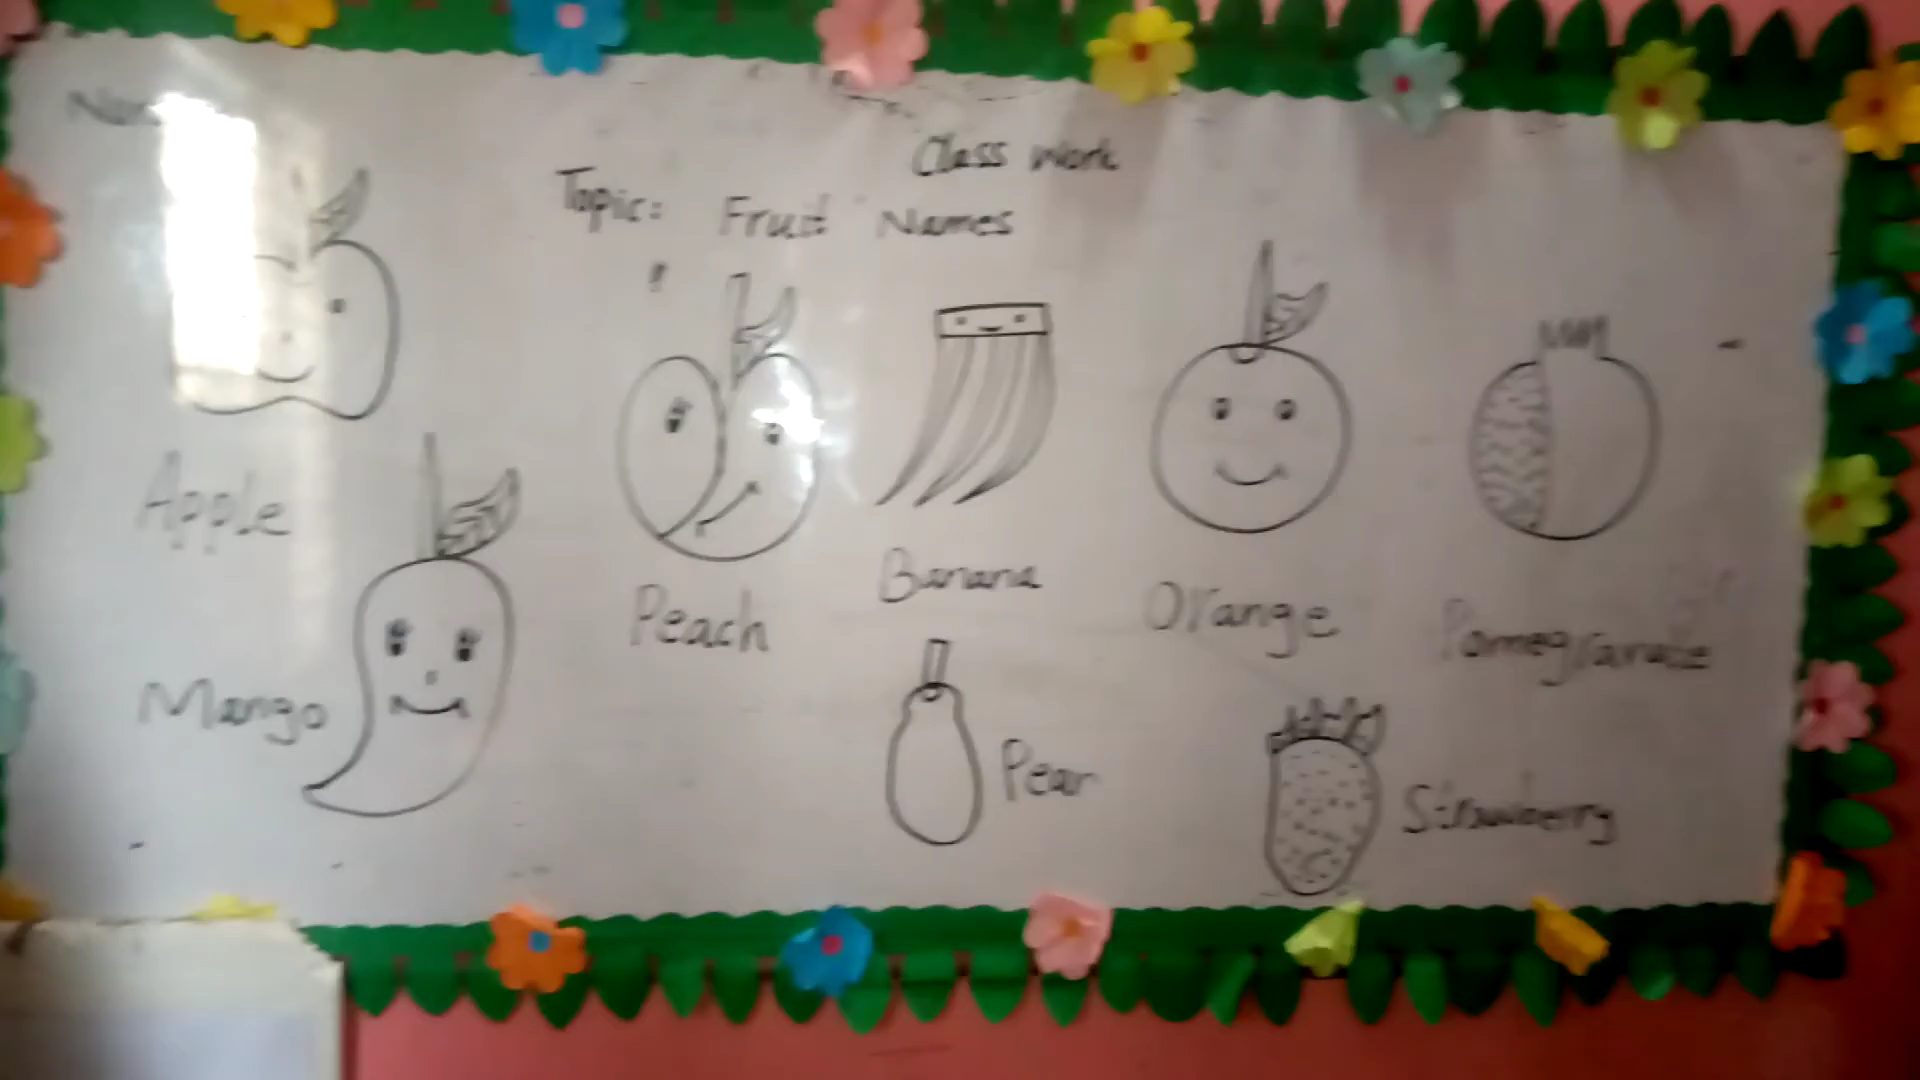 Class Work
Topic: Fruit Names
Apple
Peach
Banana
Orange
Pomegranate
Mango
Pear
Strawberry